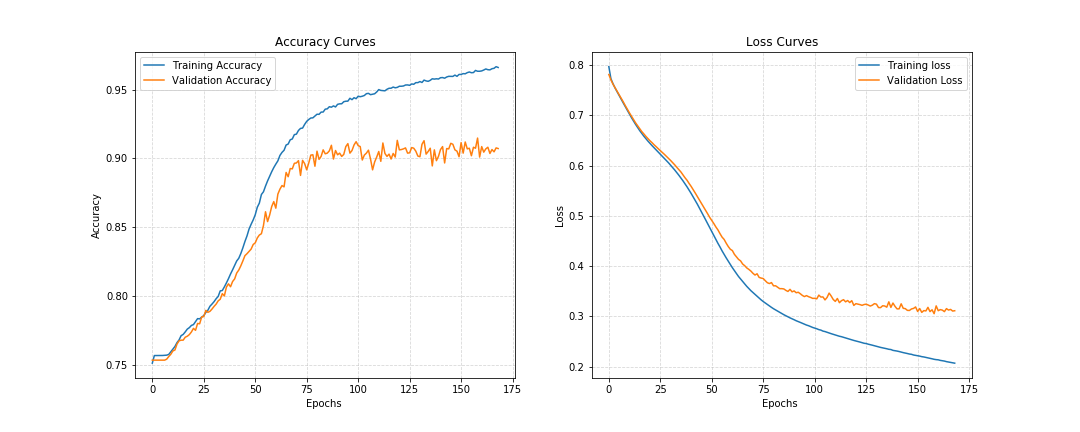 Accuracy Curves
Training Accuracy
Validation Accuracy
0.95
0.90
0.85
0.80
0.75
Accuracy
0 25 50 75 100 125 150 175
Epochs
Loss Curves
Training loss
Validation Loss
0.8
0.7
0.6
0.5
0.4
0.3
0.2
Loss
0 25 50 75 100 125 150 175
Epochs